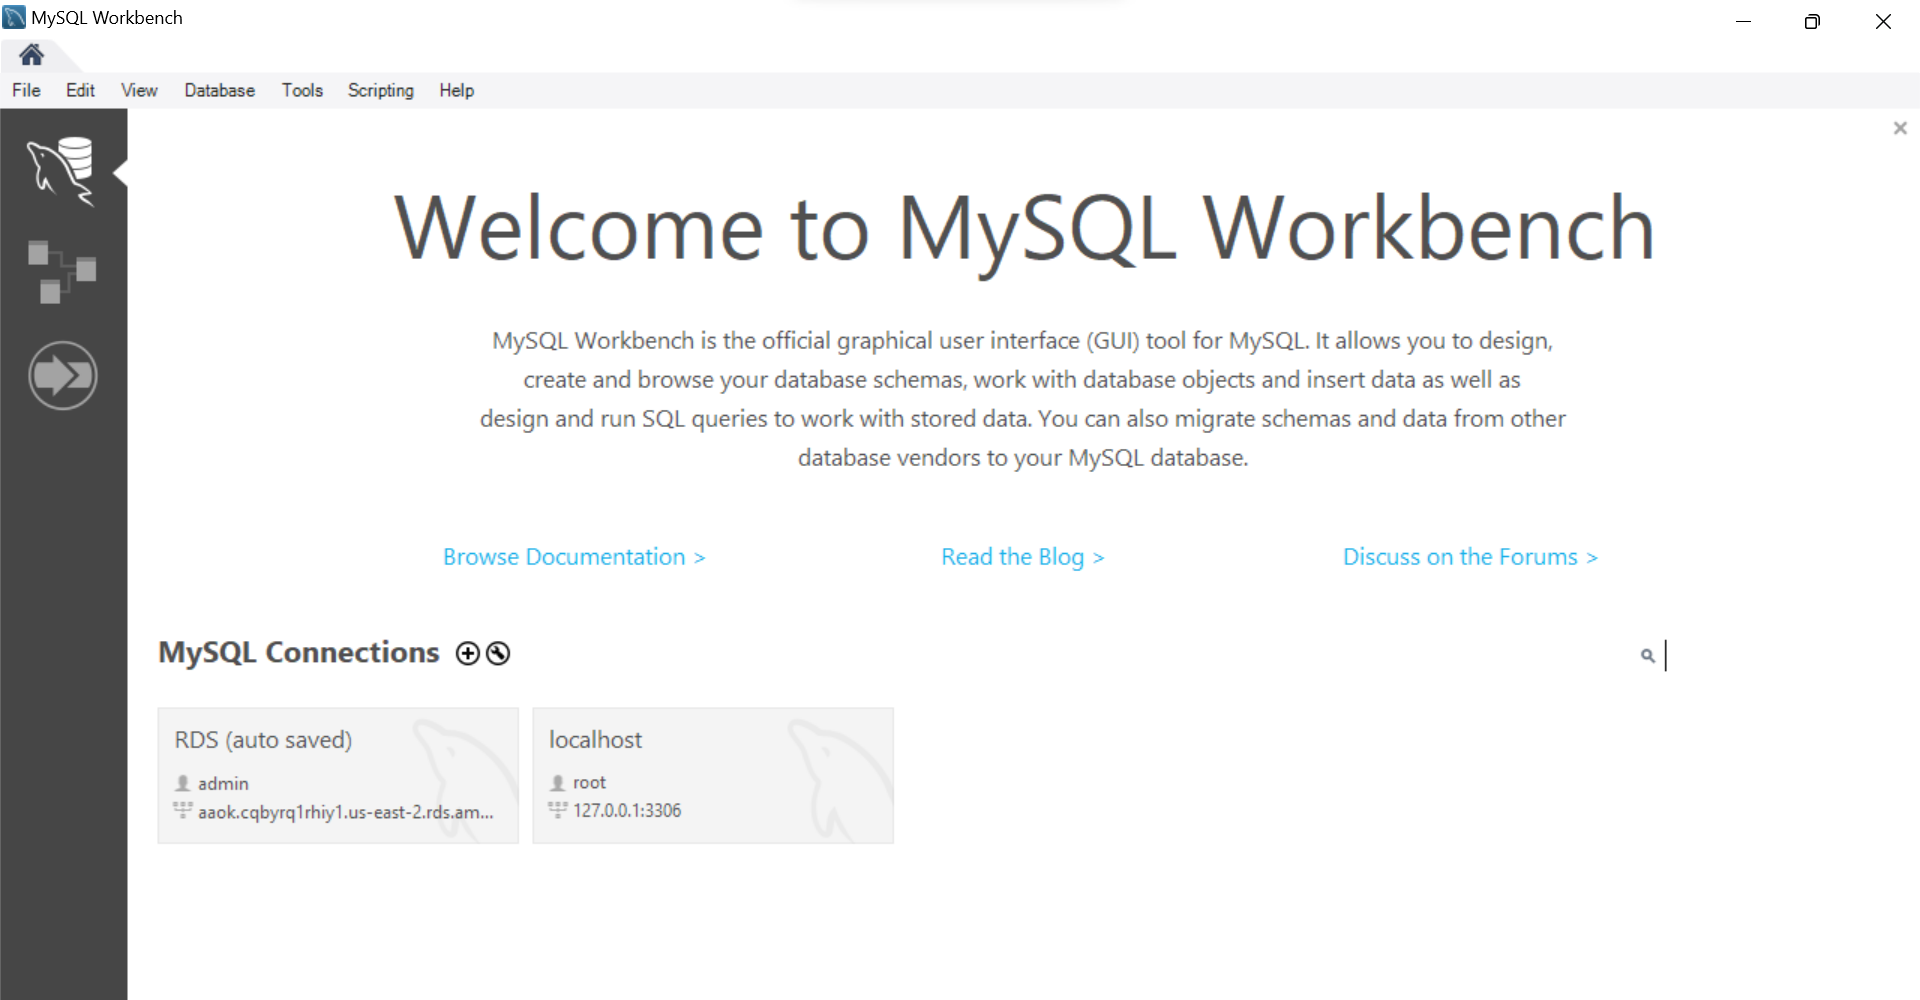 MySQL Workbench
File Edit View Database Tools Scripting Help
Welcome to MySQL Workbench
MySQL Workbench is the official graphical user interface (GUI) tool for MySQL. It allows you to design,
create and browse your database schemas, work with database objects and insert data as well as
design and run SQL queries to work with stored data. You can also migrate schemas and data from other
database vendors to your MySQL database.
Browse Documentation > Read the Blog > Discuss on the Forums >
MySQL Connections
RDS (auto saved)
admin
aaok.cqbyrq1rhiy1.us-east-2.rds.am...
localhost
root
127.0.0.1:3306